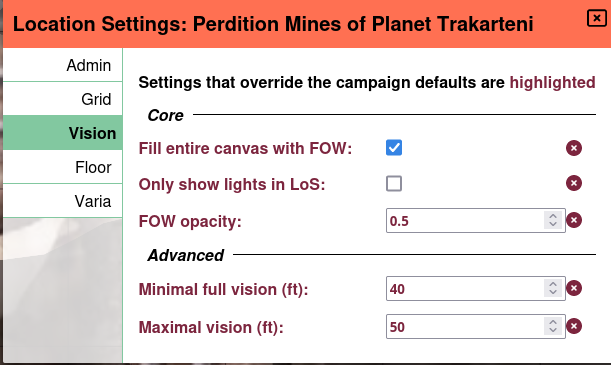 Location Settings: Perdition Mines of Planet Trakarteni
Admin
Grid
Vision
Floor
Varia
Settings that override the campaign defaults are highlighted
Core
Fill entire canvas with FOW:
Only show lights in LoS:
FOW opacity: 0.5
Advanced
Minimal full vision (ft): 40
Maximal vision (ft): 50